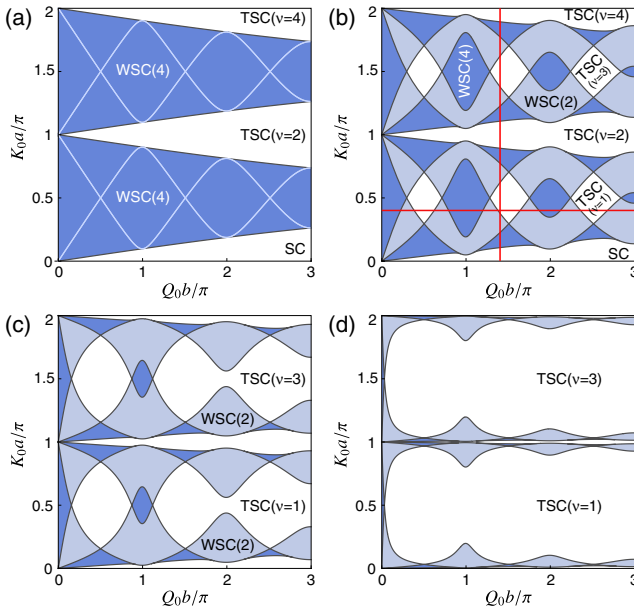 (a)
2
1.5
1
0.5
0
K₀a/π
TSC(ν=4)
WSC(4)
TSC(ν=2)
WSC(4)
SC
0 1 2 3
Q₀b/π
(b)
2
1.5
1
0.5
0
K₀a/π
TSC(ν=4)
WSC(4)
TSC
(ν=3)
WSC(2)
TSC(ν=2)
TSC
(ν=1)
SC
0 1 2 3
Q₀b/π
(c)
2
1.5
1
0.5
0
K₀a/π
TSC(ν=3)
WSC(2)
TSC(ν=1)
WSC(2)
0 1 2 3
Q₀b/π
(d)
2
1.5
1
0.5
0
K₀a/π
TSC(ν=3)
TSC(ν=1)
0 1 2 3
Q₀b/π